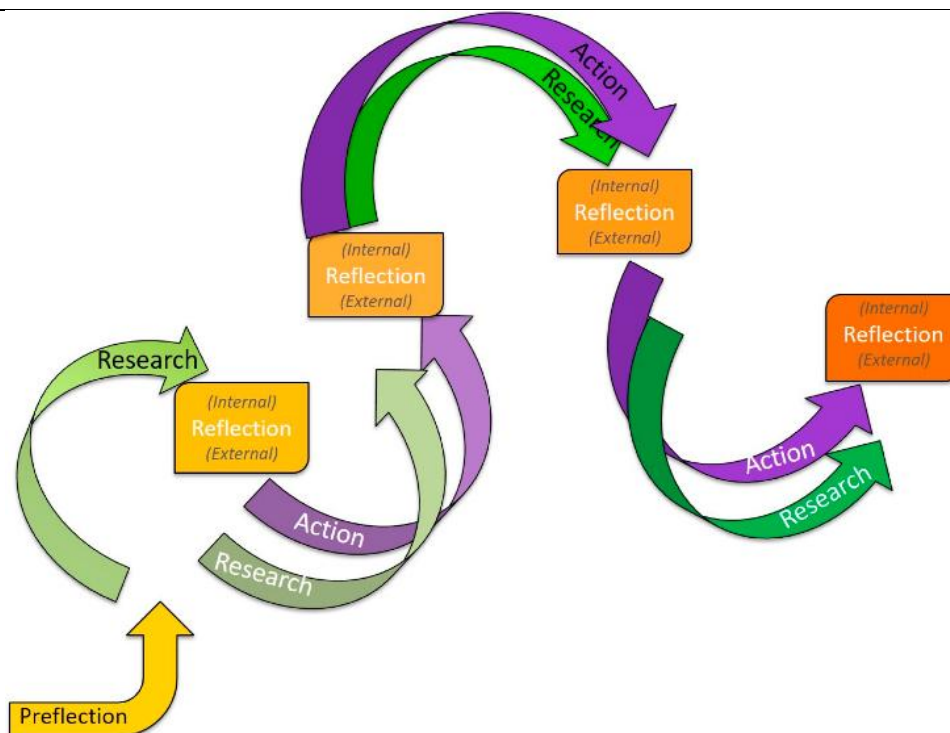 Action
Research
(Internal)
Reflection
(External)
(Internal)
Reflection
(External)
(Internal)
Reflection
(External)
Research
(Internal)
Reflection
(External)
Action
Research
Action
Research
Preflection